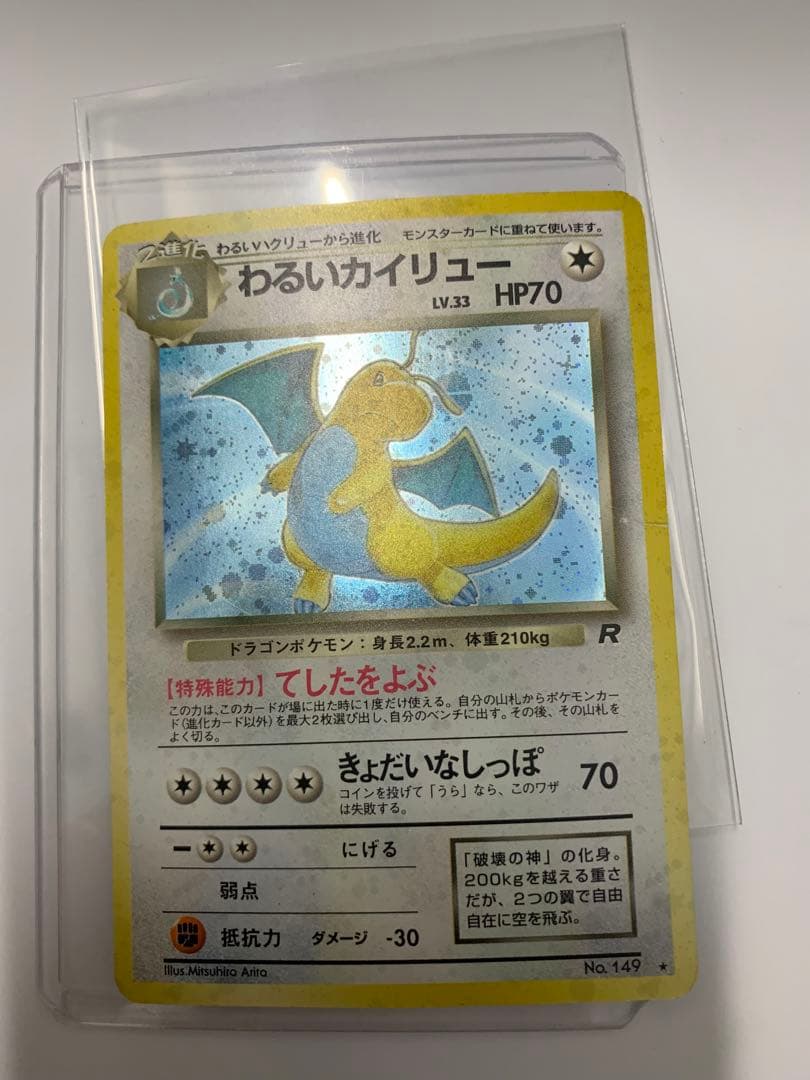 2進化 わるいハクリューから進化 モンスターカードに重ねて使います。
わるいカイリュー
LV.33 HP70
ドラゴンポケモン：身長2.2m、体重210kg
R
【特殊能力】てしたをよぶ
この力は、このカードが場に出た時に1度だけ使える。自分の山札からポケモンカー
ド(進化カード以外)を最大2枚選び出し、自分のベンチに出す。その後、その山札を
よく切る。
きょだいなしっぽ 70
コインを投げて「うら」なら、このワザ
は失敗する。
にげる
弱点
抵抗力 ダメージ -30
「破壊の神」の化身。
200kgを越える重さ
だが、2つの翼で自由
自在に空を飛ぶ。
Illus.Mitsuhiro Arita
No.149 ★